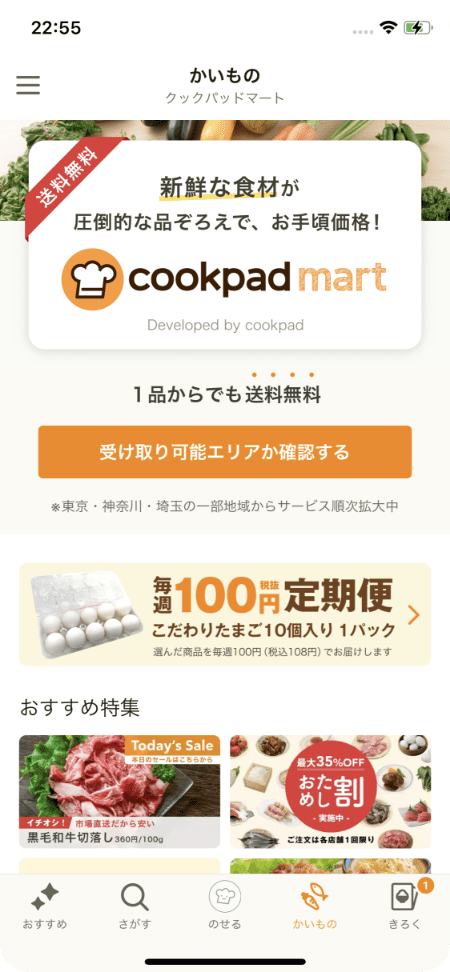 22:55
かいもの
クックパッドマート
送料無料
新鮮な食材が
圧倒的な品ぞろえで、お手頃価格！
cookpad mart
Developed by cookpad
1品からでも送料無料
受け取り可能エリアか確認する
※東京・神奈川・埼玉の一部地域からサービス順次拡大中
毎週100円税抜定期便
こだわりたまご10個入り 1パック
選んだ商品を毎週100円（税込108円）でお届けします
おすすめ特集
Today's Sale
本日のセールはこちらから
イチオシ！ 市場直送だから安い
黒毛和牛切落し360円/100g
最大35%OFF
おためし割
- 実施中 -
ご注文は各店舗1回限り
1
おすすめ
さがす
のせる
かいもの
きろく